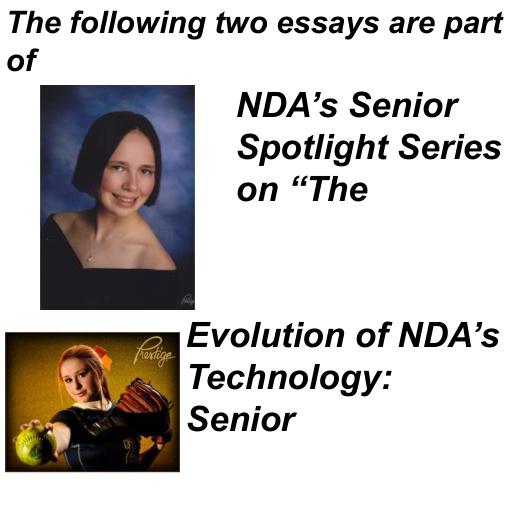 The following two essays are part
of
NDA’s Senior
Spotlight Series
on “The
Evolution of NDA’s
Technology:
Senior
Prestige